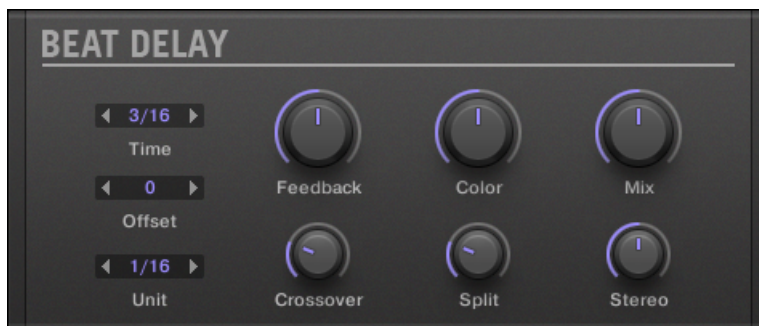 BEAT DELAY
3/16
Time
0
Offset
1/16
Unit
Feedback
Color
Mix
Crossover
Split
Stereo